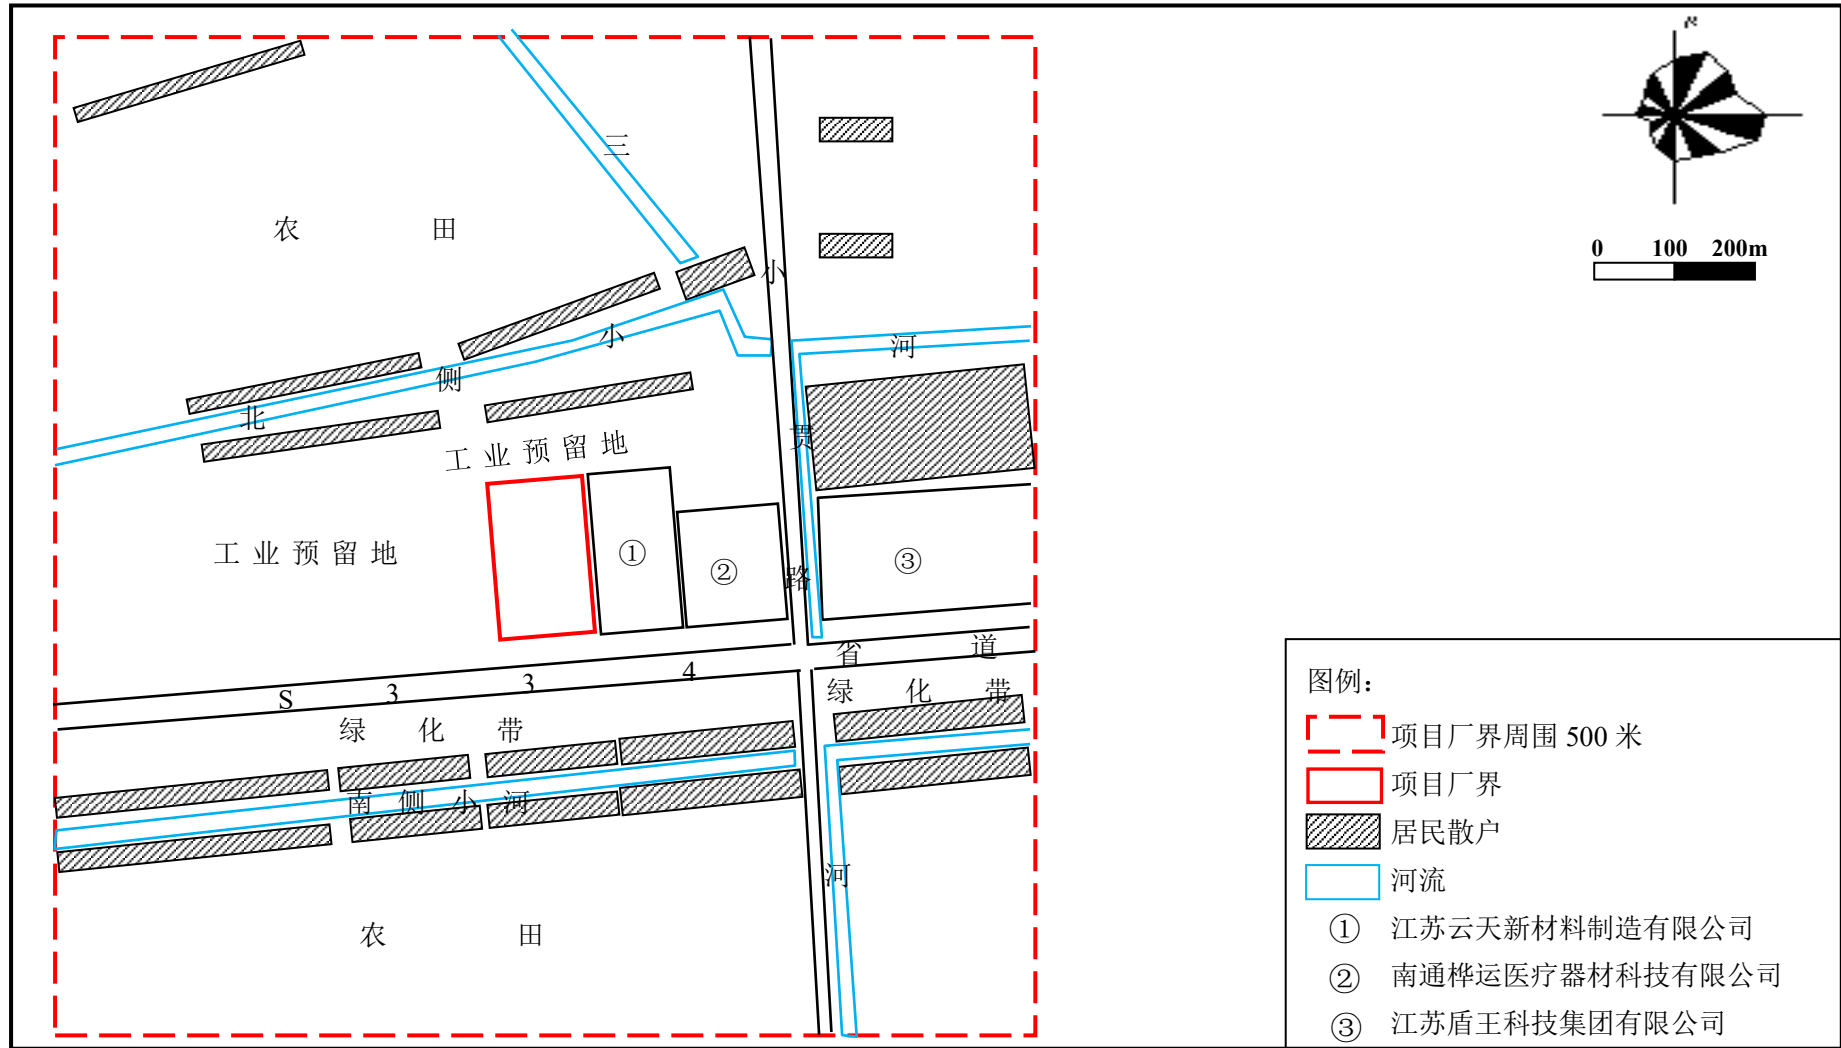 N
0 100 200m
三
农 田
小
北 侧 小 河
工 业 预 留 地
贯
工 业 预 留 地
①
②
③
路
S 3 3 4 省 道
绿 化 带
绿 化 带
南 侧 小 河
河
农 田
图例：
项目厂界周围 500 米
项目厂界
居民散户
河流
① 江苏云天新材料制造有限公司
② 南通桦运医疗器材科技有限公司
③ 江苏盾王科技集团有限公司